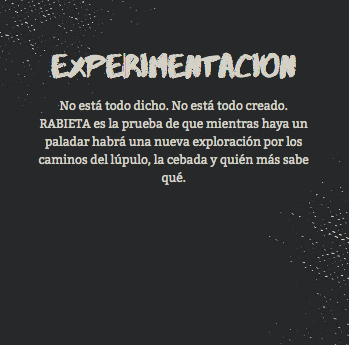 EXPERIMENTACION
No está todo dicho. No está todo creado.
RABIETA es la prueba de que mientras haya un
paladar habrá una nueva exploración por los
caminos del lúpulo, la cebada y quién más sabe
qué.